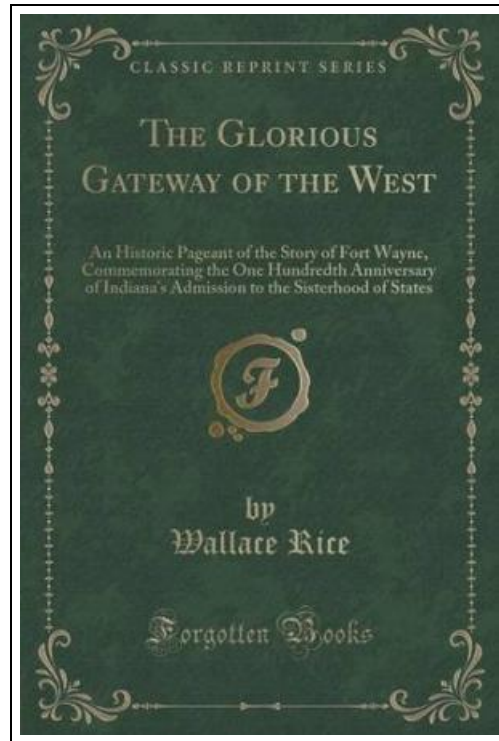 CLASSIC REPRINT SERIES
THE GLORIOUS
GATEWAY OF THE WEST
An Historic Pageant of the Story of Fort Wayne,
Commemorating the One Hundredth Anniversary
of Indiana's Admission to the Sisterhood of States
F
by
Wallace Rice
Forgotten Books